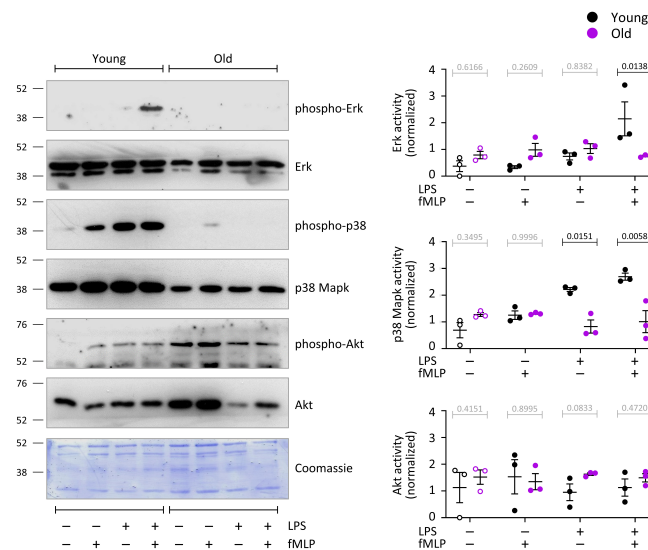 Young
Old
Young Old
52
38
phospho-Erk
52
38
Erk
52
38
phospho-p38
52
38
p38 Mapk
76
52
phospho-Akt
76
52
Akt
52
38
Coomassie
– – + + – – + + LPS
– + – + – + – + fMLP
Erk activity
(normalized)
4
3
2
1
0
0.6166 0.2609 0.8382 0.0138
LPS – – + +
fMLP – + – +
p38 Mapk activity
(normalized)
4
3
2
1
0
0.3495 0.9996 0.0151 0.0058
LPS – – + +
fMLP – + – +
Akt activity
(normalized)
4
3
2
1
0
0.4151 0.8995 0.0833 0.4720
LPS – – + +
fMLP – + – +